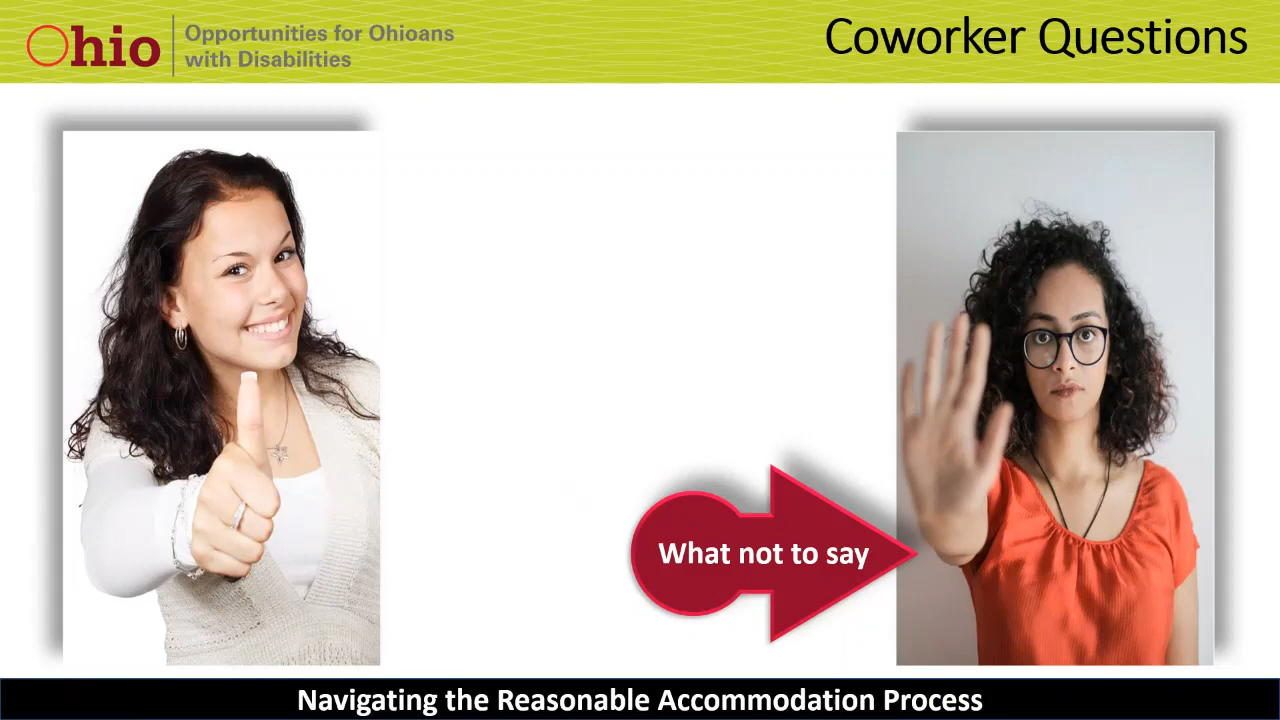 Ohio
Opportunities for Ohioans
with Disabilities
Coworker Questions
What not to say
Navigating the Reasonable Accommodation Process